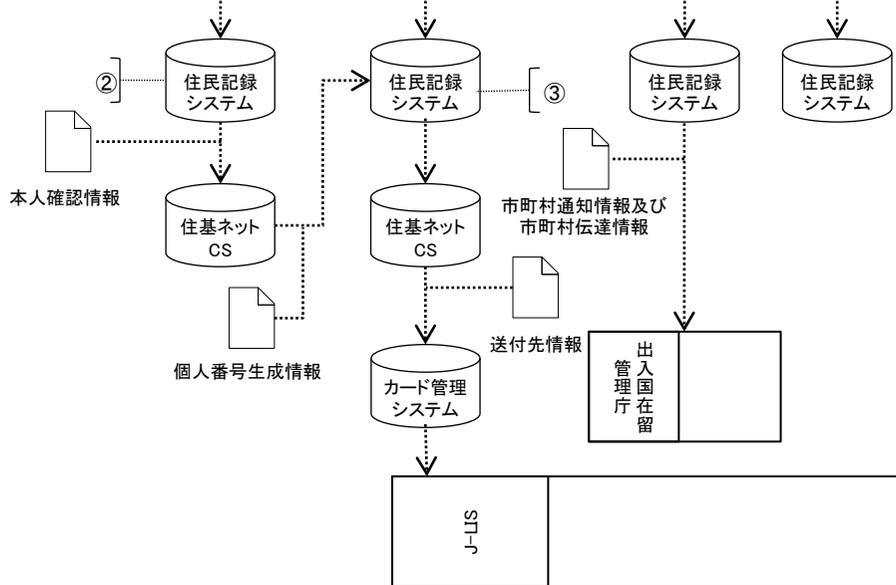 ②
住民記録
システム
住民記録
システム
③
住民記録
システム
住民記録
システム
本人確認情報
住基ネット
CS
住基ネット
CS
市町村通知情報及び
市町村伝達情報
個人番号生成情報
送付先情報
カード管理
システム
出入国在留
管理庁
J-LIS